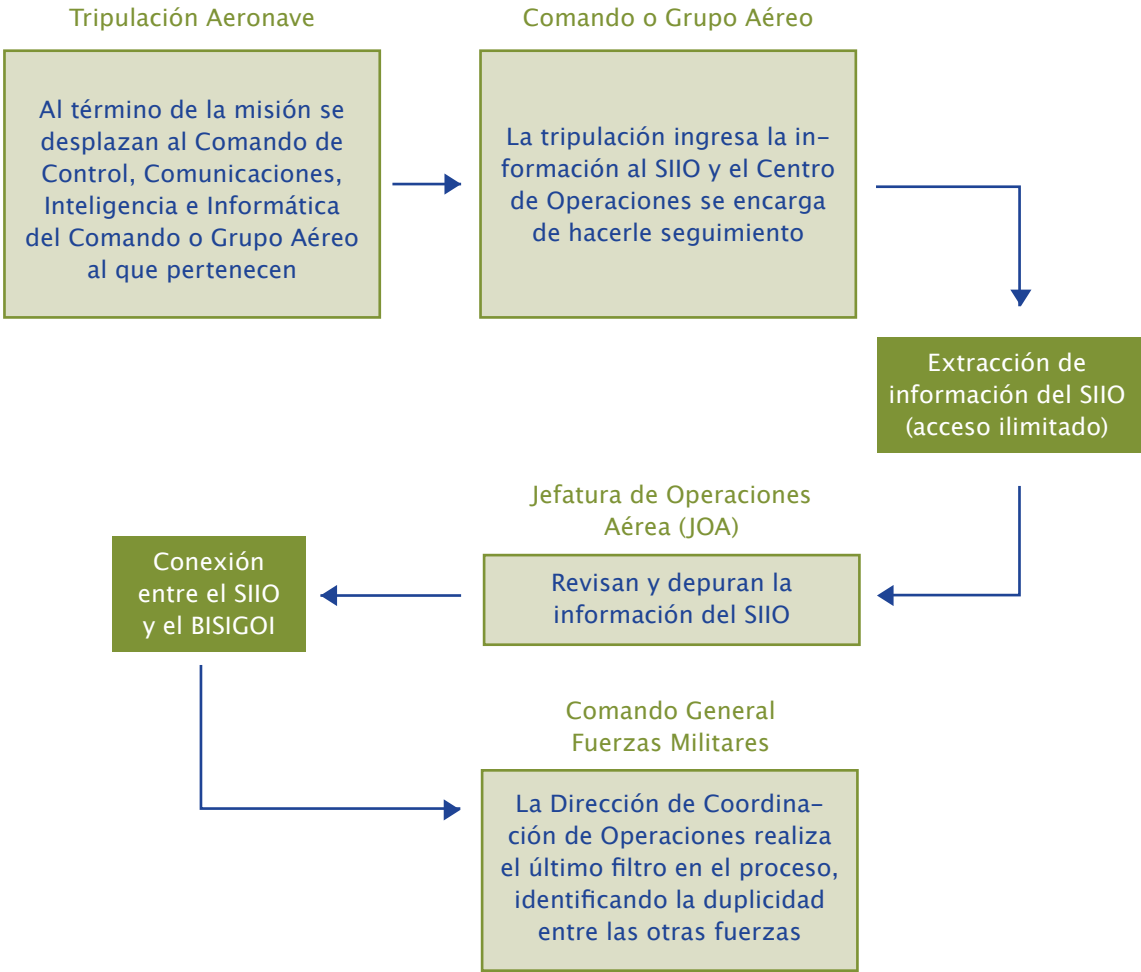 Tripulación Aeronave
Al término de la misión se
desplazan al Comando de
Control, Comunicaciones,
Inteligencia e Informática
del Comando o Grupo Aéreo
al que pertenecen
Comando o Grupo Aéreo
La tripulación ingresa la in-
formación al SIIO y el Centro
de Operaciones se encarga
de hacerle seguimiento
Extracción de
información del SIIO
(acceso ilimitado)
Jefatura de Operaciones
Aérea (JOA)
Revisan y depuran la
información del SIIO
Conexión
entre el SIIO
y el BISIGOI
Comando General
Fuerzas Militares
La Dirección de Coordina-
ción de Operaciones realiza
el último filtro en el proceso,
identificando la duplicidad
entre las otras fuerzas